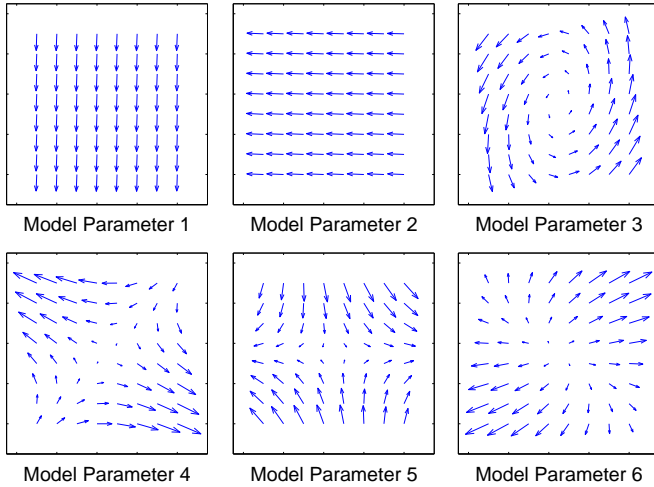 Model Parameter 1
Model Parameter 2
Model Parameter 3
Model Parameter 4
Model Parameter 5
Model Parameter 6